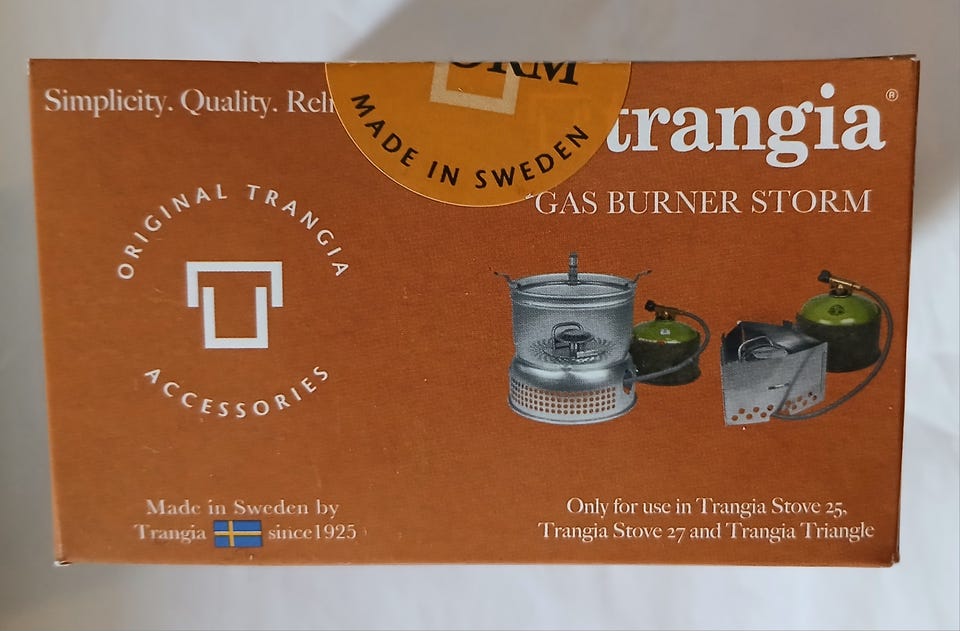 Simplicity. Quality.
MADE IN SWEDEN
trangia®
GAS BURNER STORM
ORIGINAL TRANGIA
ACCESSORIES
Made in Sweden by
Trangia since1925
Only for use in Trangia Stove 25,
Trangia Stove 27 and Trangia Triangle